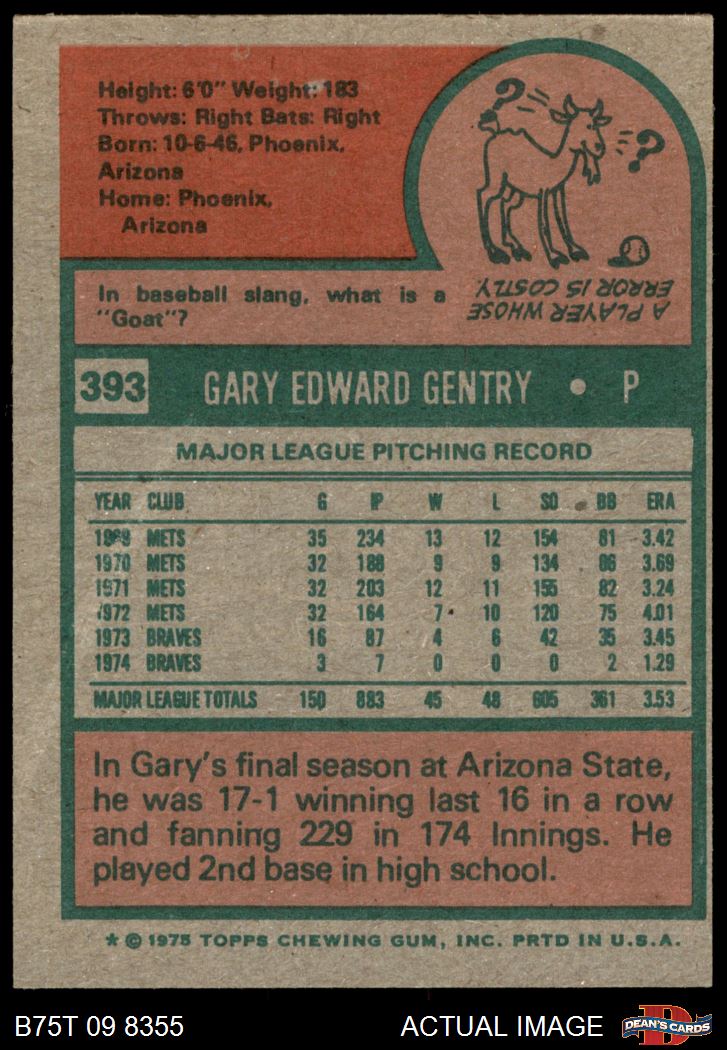 Height: 6'0" Weight: 183
Throws: Right Bats: Right
Born: 10-6-46, Phoenix,
Arizona
Home: Phoenix,
Arizona
? ?
A PLAYER WHOSE
ERROR IS COSTLY
In baseball slang, what is a
"Goat"?
393 GARY EDWARD GENTRY • P
MAJOR LEAGUE PITCHING RECORD
YEAR CLUB G IP W L SO BB ERA
1969 METS 35 234 13 12 154 81 3.42
1970 METS 32 188 9 9 134 86 3.69
1971 METS 32 203 12 11 155 82 3.24
1972 METS 32 164 7 10 120 75 4.01
1973 BRAVES 16 87 4 6 42 35 3.45
1974 BRAVES 3 7 0 0 0 2 1.29
MAJOR LEAGUE TOTALS 150 883 45 48 605 361 3.53
In Gary's final season at Arizona State,
he was 17-1 winning last 16 in a row
and fanning 229 in 174 Innings. He
played 2nd base in high school.
* © 1975 TOPPS CHEWING GUM, INC. PRTD IN U.S.A.
B75T 09 8355 ACTUAL IMAGE D DEAN'S CARDS